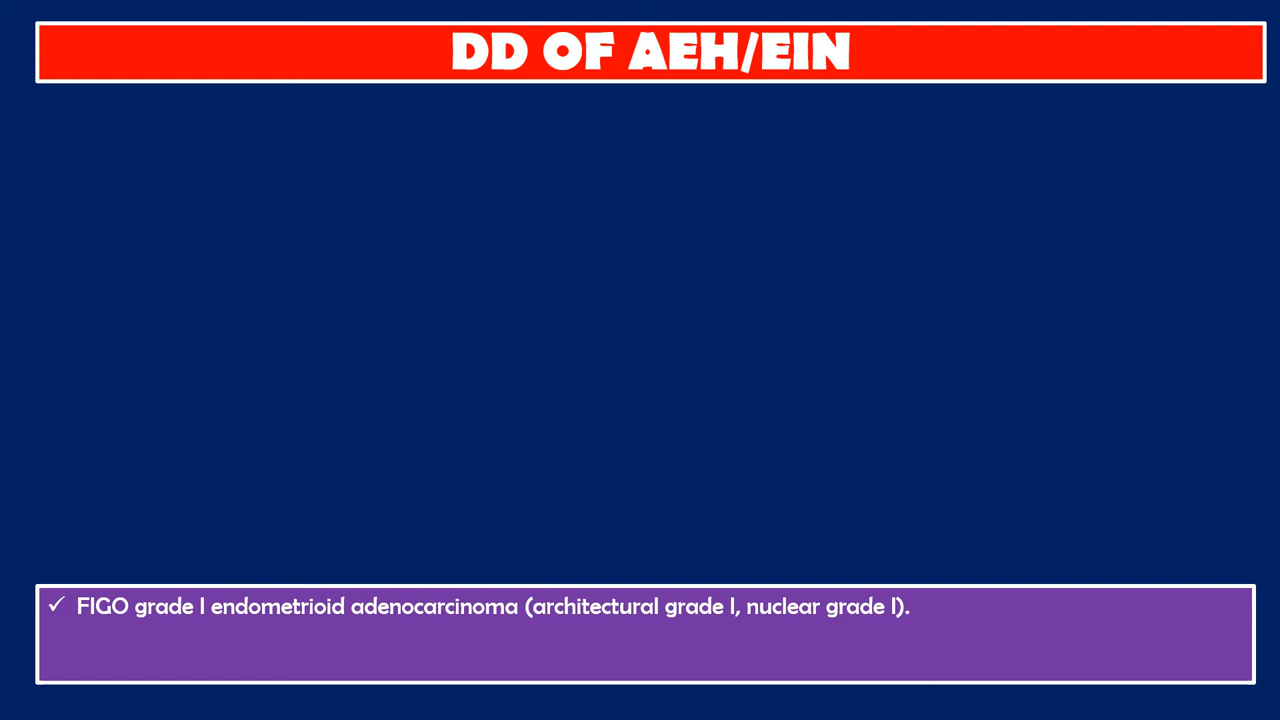 DD OF AEH/EIN
✓ FIGO grade I endometrioid adenocarcinoma (architectural grade I, nuclear grade I).